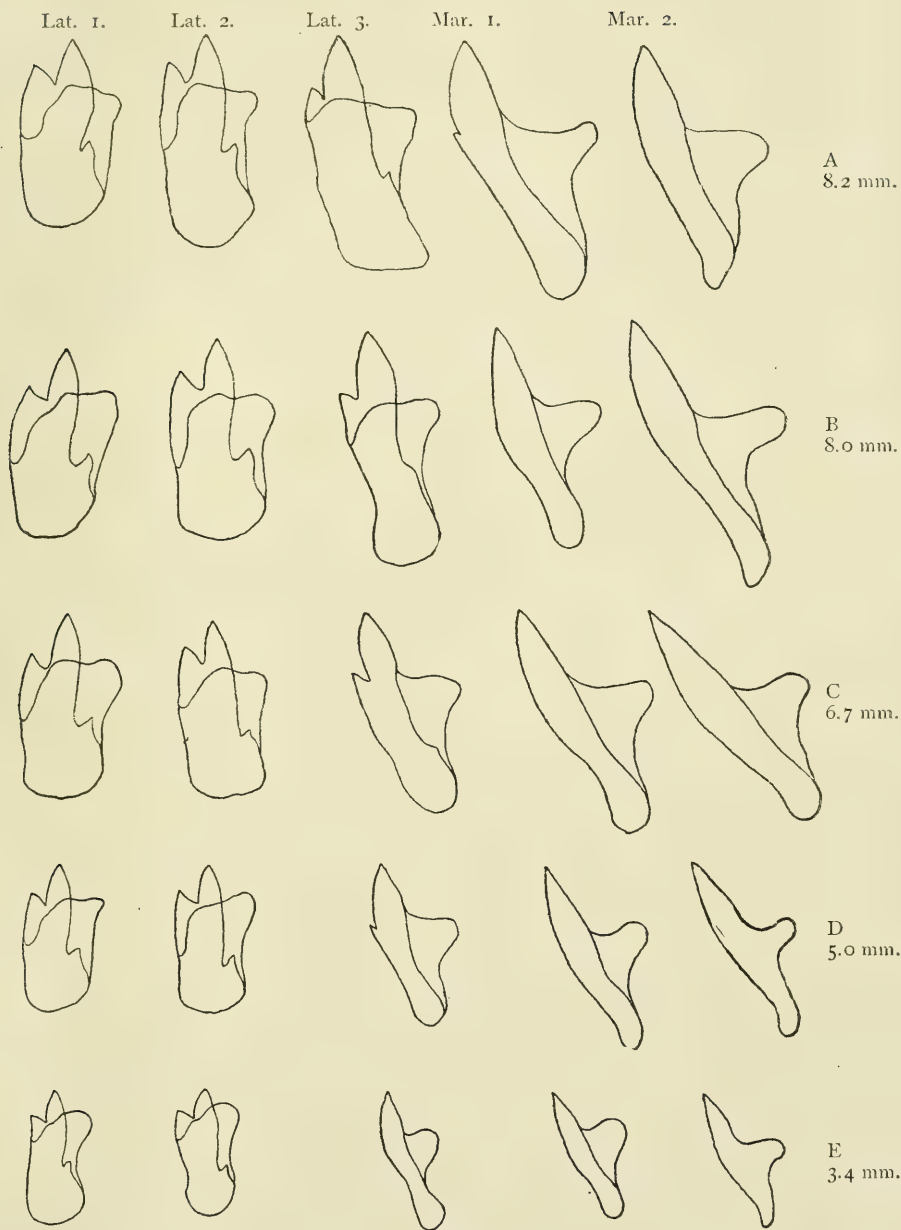 Lat. 1. Lat. 2. Lat. 3. Mar. 1. Mar. 2.
A
8.2 mm.
B
8.0 mm.
C
6.7 mm.
D
5.0 mm.
E
3.4 mm.